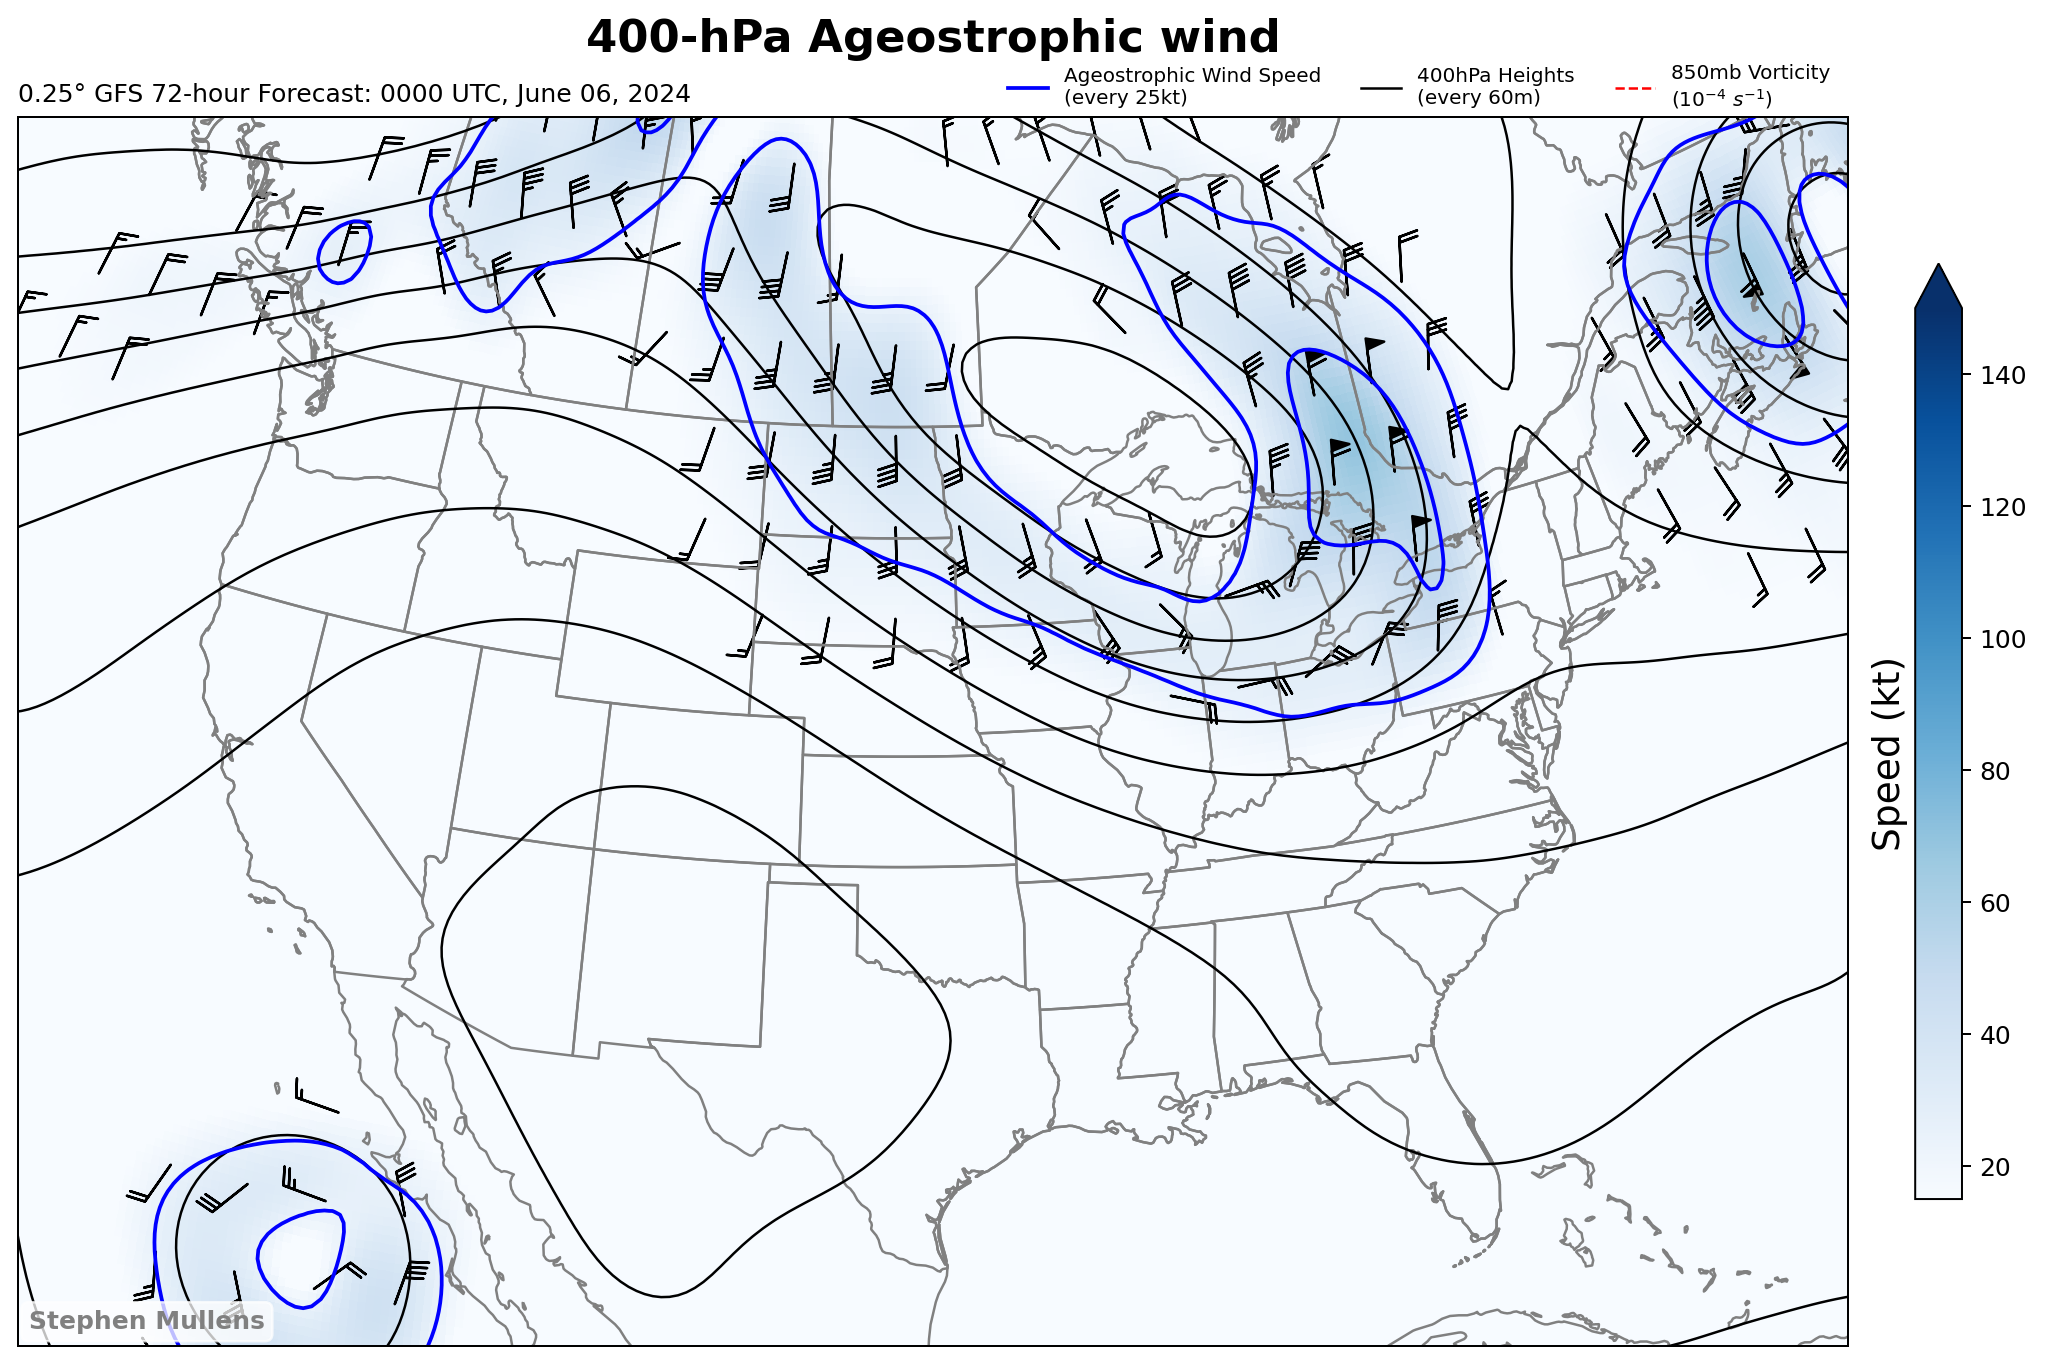 400-hPa Ageostrophic wind
0.25° GFS 72-hour Forecast: 0000 UTC, June 06, 2024
Ageostrophic Wind Speed
(every 25kt)
400hPa Heights
(every 60m)
850mb Vorticity
(10⁻⁴ s⁻¹)
140
120
100
80
60
40
20
Speed (kt)
Stephen Mullens